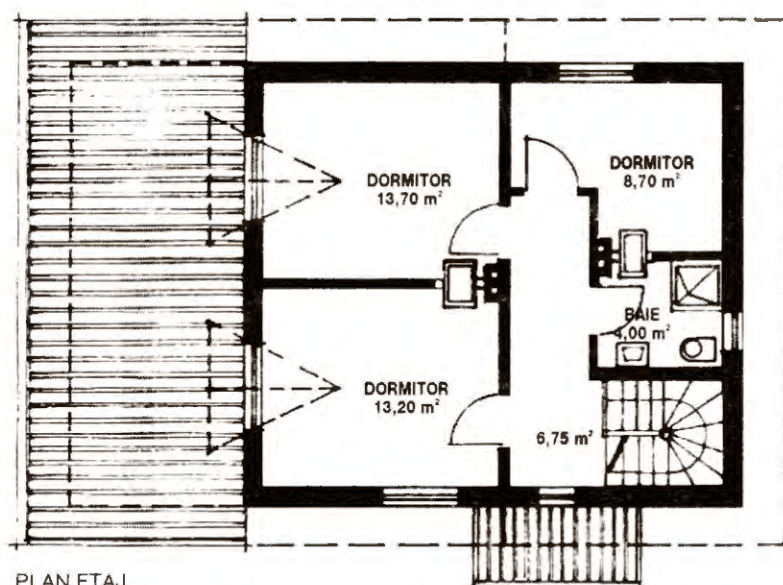 DORMITOR
13,70 m²
DORMITOR
8,70 m²
BAIE
4,00 m²
DORMITOR
13,20 m²
6,75 m²
PLAN ETAJ